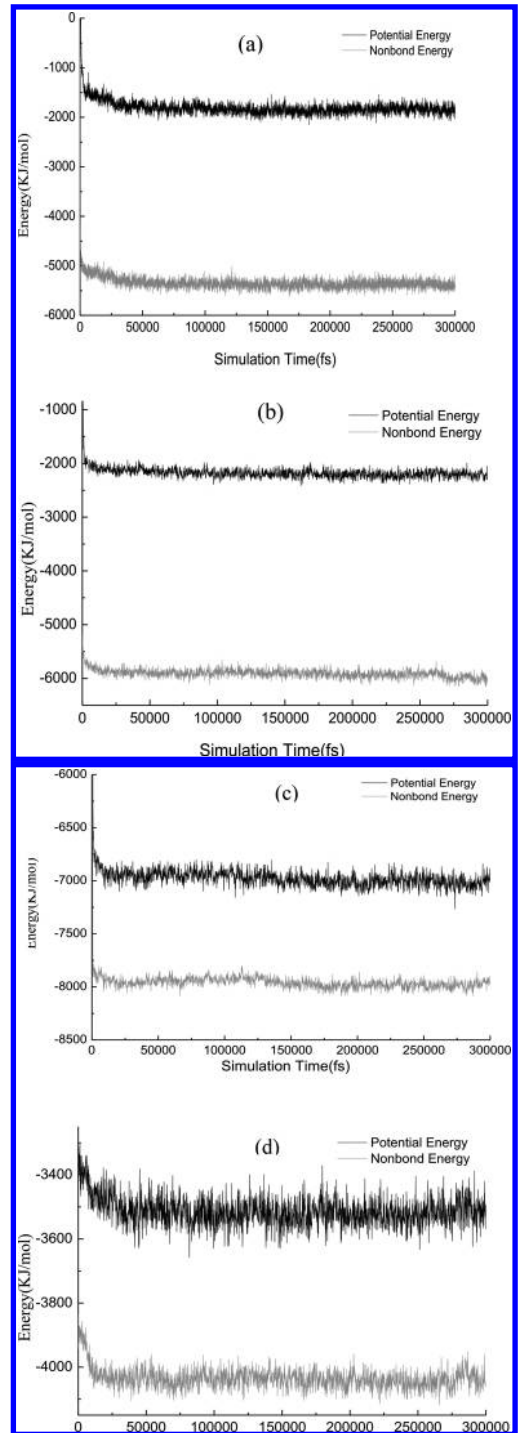 (a)
Potential Energy
Nonbond Energy
0
-1000
-2000
-3000
-4000
-5000
-6000
Energy(KJ/mol)
0 50000 100000 150000 200000 250000 300000
Simulation Time(fs)
(b)
Potential Energy
Nonbond Energy
-1000
-2000
-3000
-4000
-5000
-6000
Energy(KJ/mol)
0 50000 100000 150000 200000 250000 300000
Simulation Time(fs)
(c)
Potential Energy
Nonbond Energy
-6000
-6500
-7000
-7500
-8000
-8500
Energy(KJ/mol)
0 50000 100000 150000 200000 250000 300000
Simulation Time(fs)
(d)
Potential Energy
Nonbond Energy
-3400
-3600
-3800
-4000
Energy(KJ/mol)
0 50000 100000 150000 200000 250000 300000